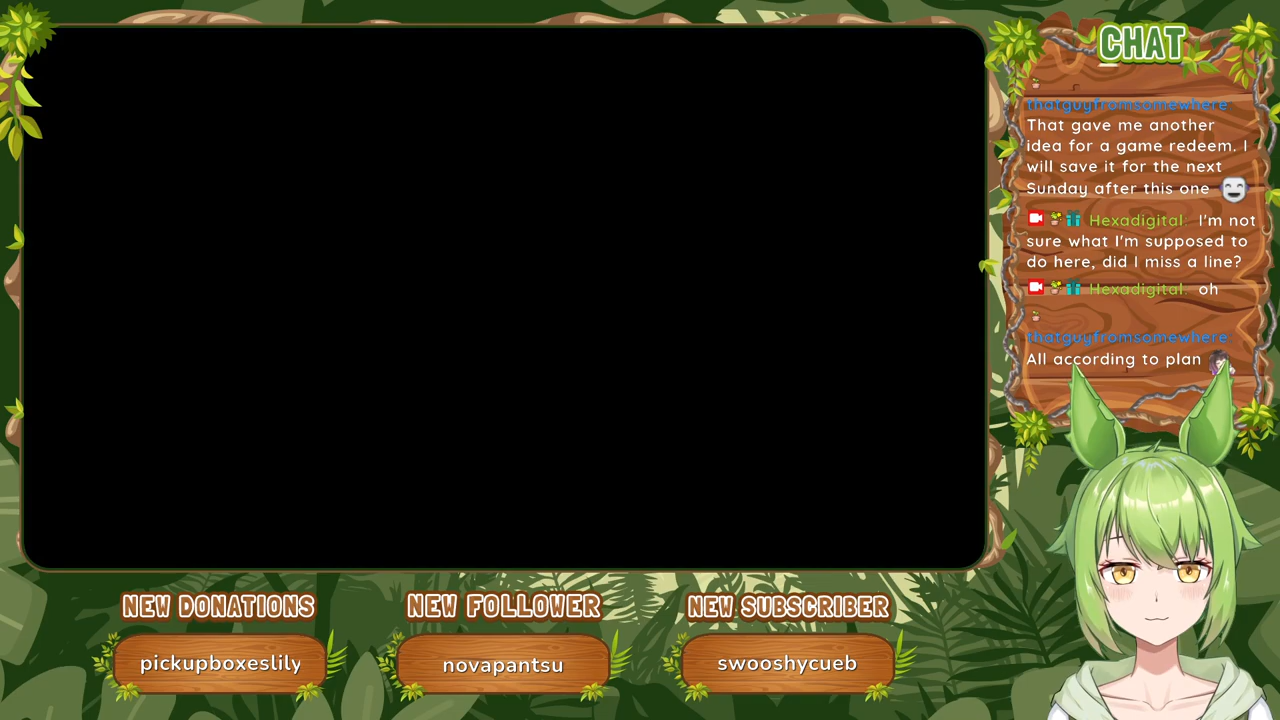 CHAT
thatguyfromsomewhere:
That gave me another
idea for a game redeem. I
will save it for the next
Sunday after this one
Hexadigital: I'm not
sure what I'm supposed to
do here, did I miss a line?
Hexadigital: oh
thatguyfromsomewhere:
All according to plan
NEW DONATIONS
NEW FOLLOWER
NEW SUBSCRIBER
pickupboxeslily
novapantsu
swooshycueb